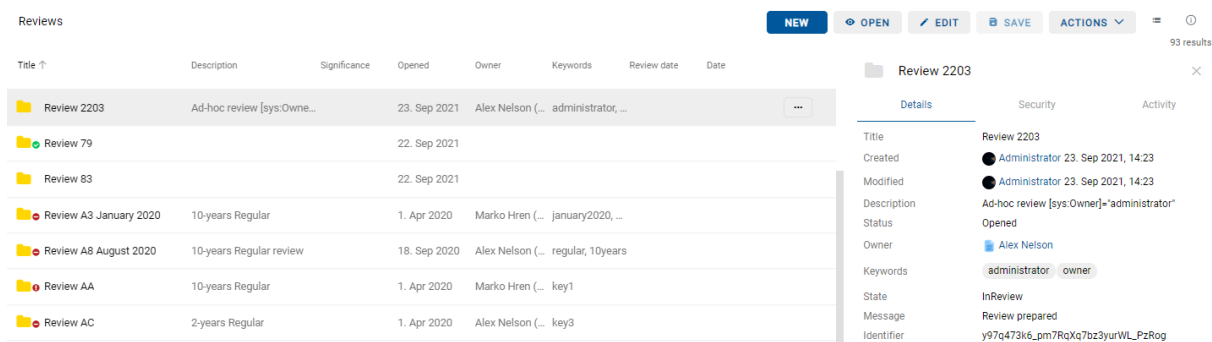 Reviews
NEW OPEN EDIT SAVE ACTIONS
93 results
Title Description Significance Opened Owner Keywords Review date Date
Review 2203 Ad-hoc review [sys:Owne... 23. Sep 2021 Alex Nelson (... administrator, ...
Review 79 22. Sep 2021
Review 83 22. Sep 2021
Review A3 January 2020 10-years Regular 1. Apr 2020 Marko Hren (... january2020, ...
Review A8 August 2020 10-years Regular review 18. Sep 2020 Alex Nelson (... regular, 10years
Review AA 10-years Regular 1. Apr 2020 Marko Hren (... key1
Review AC 2-years Regular 1. Apr 2020 Alex Nelson (... key3
Review 2203
Details Security Activity
Title Review 2203
Created Administrator 23. Sep 2021, 14:23
Modified Administrator 23. Sep 2021, 14:23
Description Ad-hoc review [sys:Owner]="administrator"
Status Opened
Owner Alex Nelson
Keywords administrator owner
State InReview
Message Review prepared
Identifier y97q473k6_pm7RqXq7bz3yurWL_PzRog